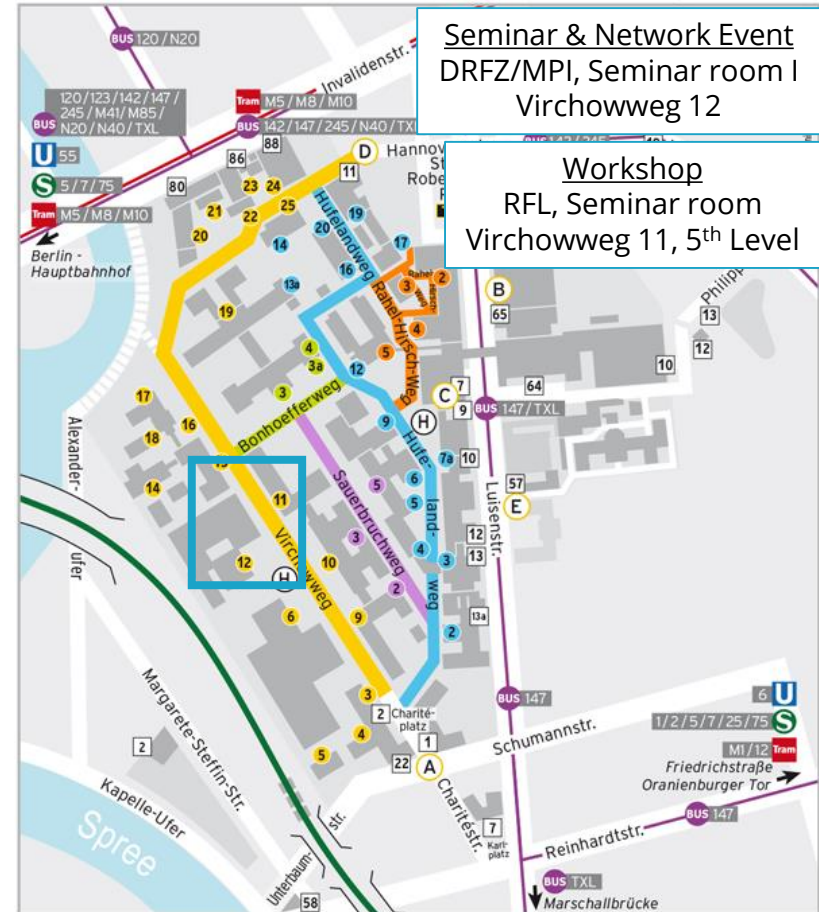 Seminar & Network Event
DRFZ/MPI, Seminar room I
Virchowweg 12
Workshop
RFL, Seminar room
Virchowweg 11, 5th Level
BUS 120 / N20
Invalidenstr.
120 / 123 / 142 / 147 /
BUS 245 / M41 / M85 /
N20 / N40 / TXL
U 55
S 5 / 7 / 75
Tram M5 / M8 / M10
Berlin -
Hauptbahnhof
Tram M5 / M8 / M10
BUS 142 / 147 / 245 / N40 /
88
86
80
D
11
23
24
25
22
21
20
19
Hufelandweg
19
20
14
16
13a
17
Rahel-
Hirsch-
Weg
3
2
4
5
Rahel-Hirsch-Weg
B
65
Philipp
13
12
10
64
4
3a
3
12
Bonhoefferweg
7
C
9
H
BUS 147 / TXL
17
18
16
14
Alexander-
ufer
9
Hufe-
land-
weg
7a
10
6
5
4
3
2
12
13
13a
57
E
Luisenstr.
Sauerbruchweg
5
3
2
11
12
H
Virchowweg
10
6
9
3
4
5
2
Charité-
platz
1
22
A
Charitéstr.
BUS 147
Schumannstr.
6 U
1 / 2 / 5 / 7 / 25 / 75 S
M1 / 12 Tram
Friedrichstraße
Oranienburger Tor
BUS 147
Reinhardtstr.
7
Karl-
platz
BUS TXL
Marschallbrücke
Margarete-Steffin-Str.
2
Kapelle-Ufer
Spree
Unterbaum-
str.
58